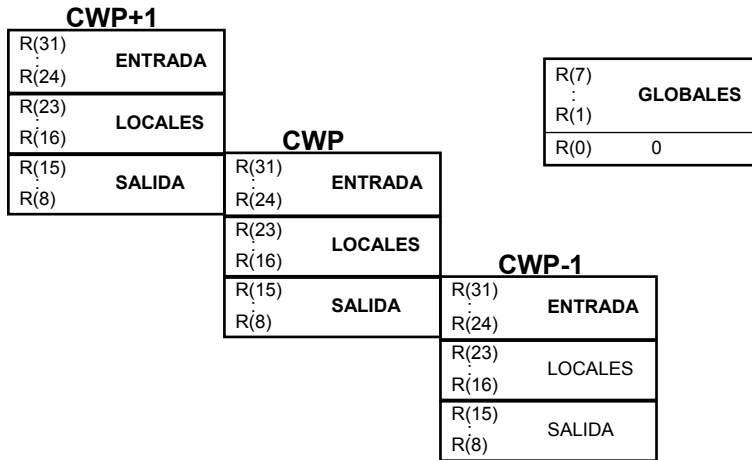 CWP+1
R(31)
:
R(24)
ENTRADA
R(23)
:
R(16)
LOCALES
R(15)
:
R(8)
SALIDA
CWP
R(31)
:
R(24)
ENTRADA
R(23)
:
R(16)
LOCALES
R(15)
:
R(8)
SALIDA
CWP-1
R(31)
:
R(24)
ENTRADA
R(23)
:
R(16)
LOCALES
R(15)
:
R(8)
SALIDA
R(7)
:
R(1)
GLOBALES
R(0) 0